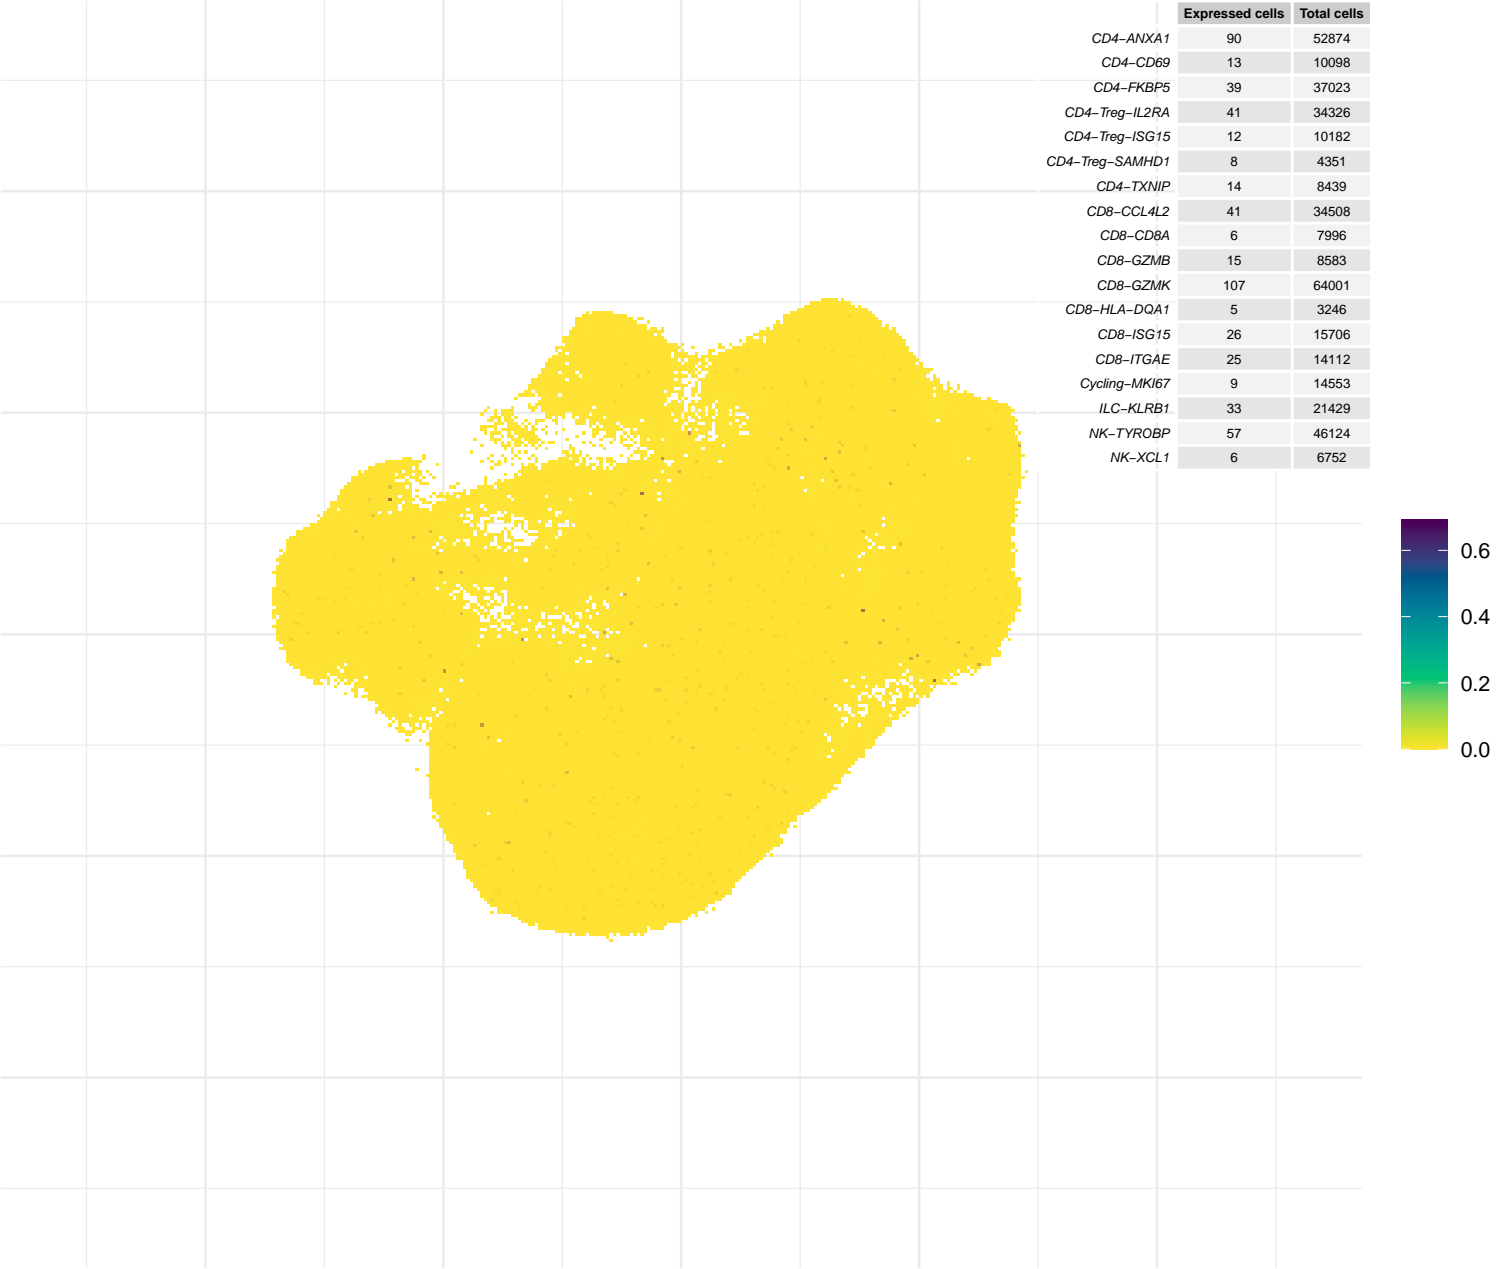 Expressed cells Total cells
CD4−ANXA1 90 52874
CD4−CD69 13 10098
CD4−FKBP5 39 37023
CD4−Treg−IL2RA 41 34326
CD4−Treg−ISG15 12 10182
CD4−Treg−SAMHD1 8 4351
CD4−TXNIP 14 8439
CD8−CCL4L2 41 34508
CD8−CD8A 6 7996
CD8−GZMB 15 8583
CD8−GZMK 107 64001
CD8−HLA−DQA1 5 3246
CD8−ISG15 26 15706
CD8−ITGAE 25 14112
Cycling−MKI67 9 14553
ILC−KLRB1 33 21429
NK−TYROBP 57 46124
NK−XCL1 6 6752
0.6
0.4
0.2
0.0